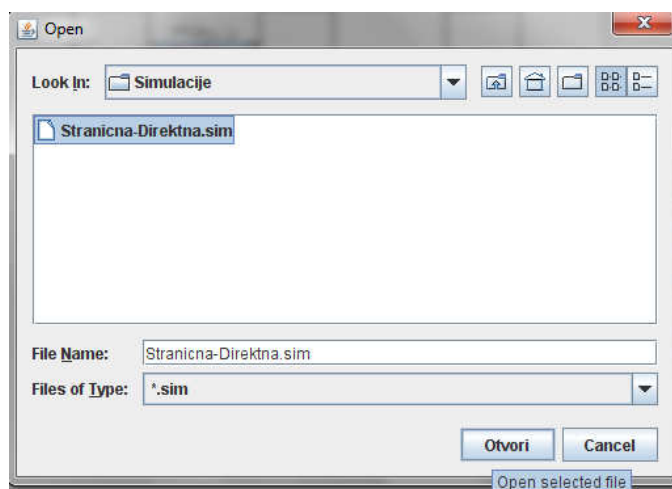 Open
Look In: Simulacije
Stranicna-Direktna.sim
File Name: Stranicna-Direktna.sim
Files of Type: *.sim
Otvori Cancel
Open selected file